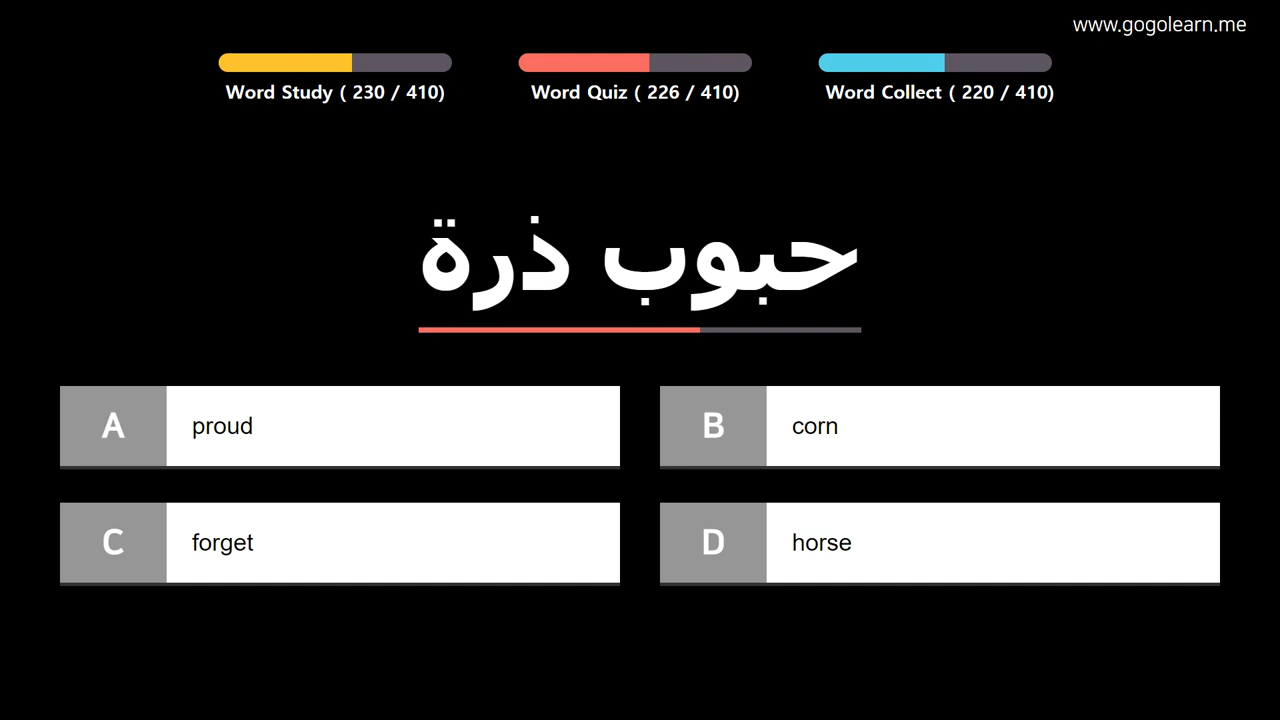 www.gogolearn.me
Word Study ( 230 / 410)
Word Quiz ( 226 / 410)
Word Collect ( 220 / 410)
حبوب ذرة
A proud
B corn
C forget
D horse